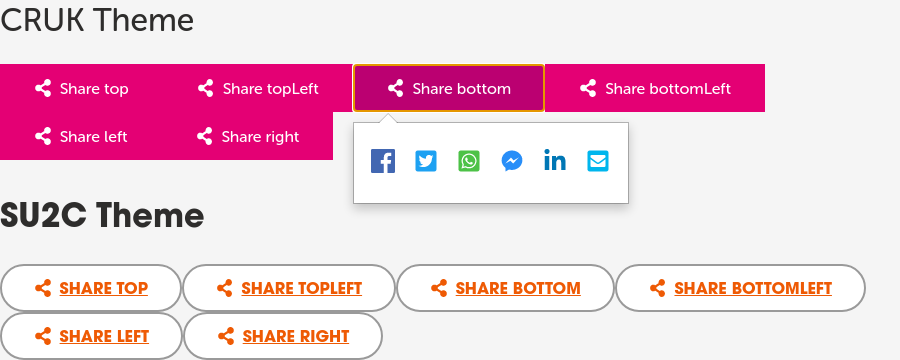 CRUK Theme
Share top
Share topLeft
Share bottom
Share bottomLeft
Share left
Share right
SU2C Theme
SHARE TOP
SHARE TOPLEFT
SHARE BOTTOM
SHARE BOTTOMLEFT
SHARE LEFT
SHARE RIGHT